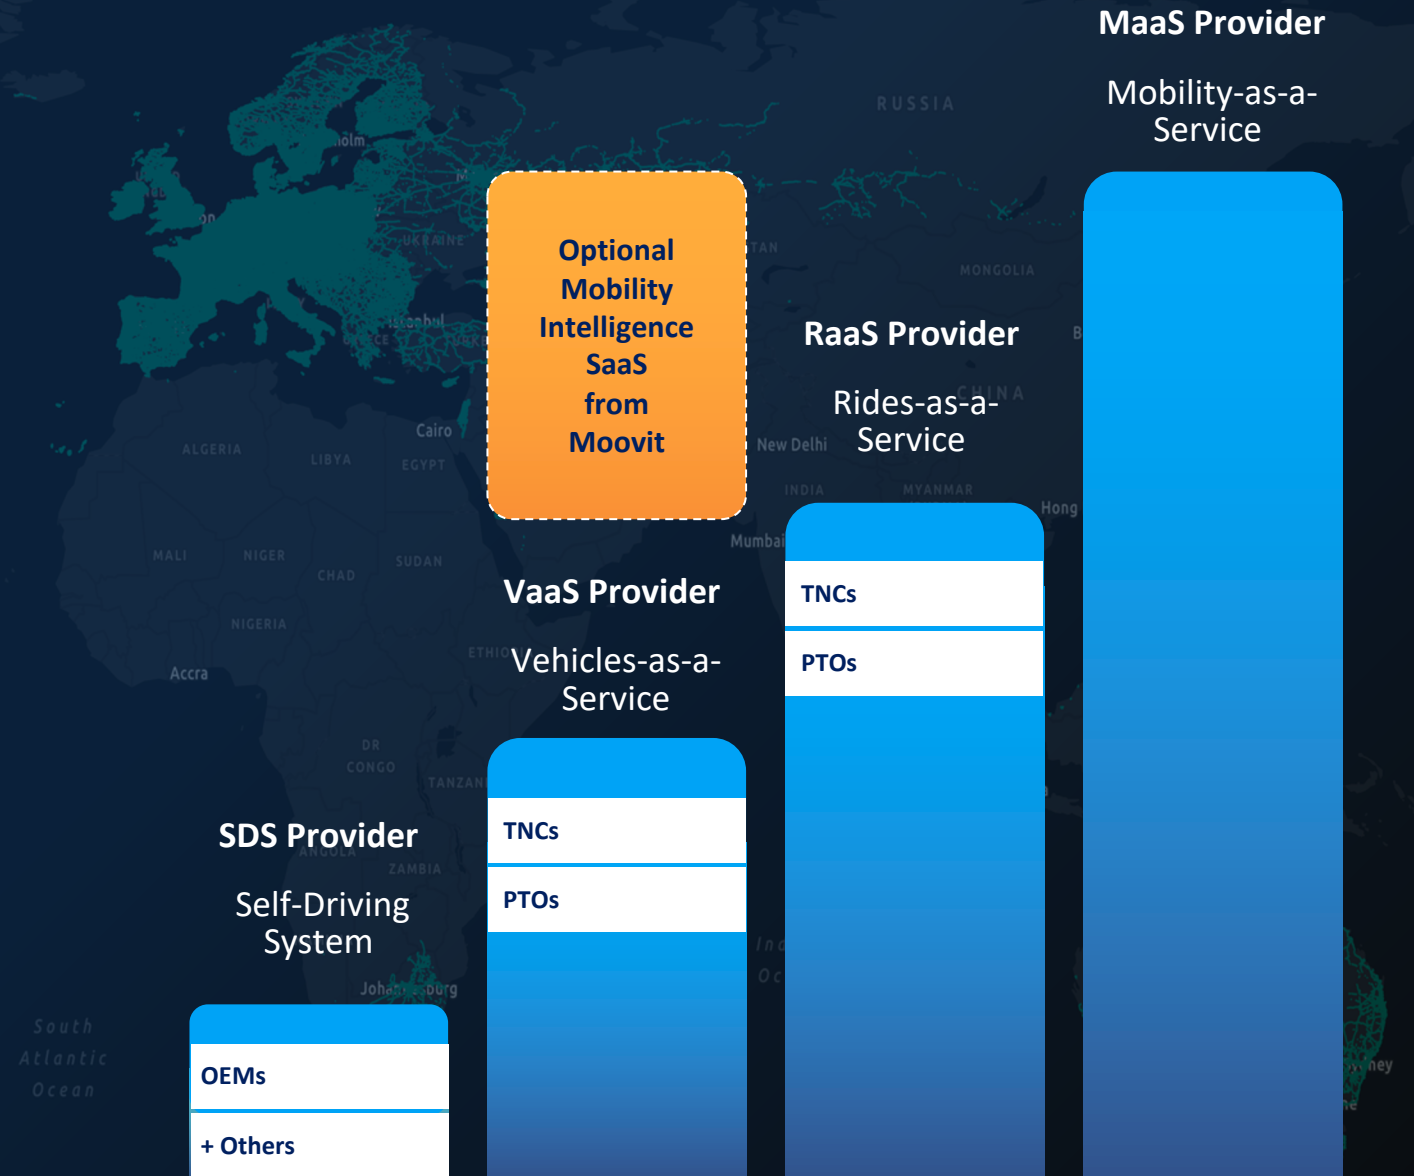 MaaS Provider
Mobility-as-a-
Service
RUSSIA
UKRAINE
MONGOLIA
Optional
Mobility
Intelligence
SaaS
from
Moovit
RaaS Provider
Rides-as-a-
Service
CHINA
Cairo
ALGERIA
LIBYA
EGYPT
New Delhi
INDIA
MYANMAR
Hong
Mumbai
MALI
NIGER
CHAD
SUDAN
NIGERIA
Accra
VaaS Provider
Vehicles-as-a-
Service
TNCs
PTOs
DR
CONGO
TNCs
PTOs
SDS Provider
Self-Driving
System
ANGOLA
ZAMBIA
South
Atlantic
Ocean
OEMs
+ Others